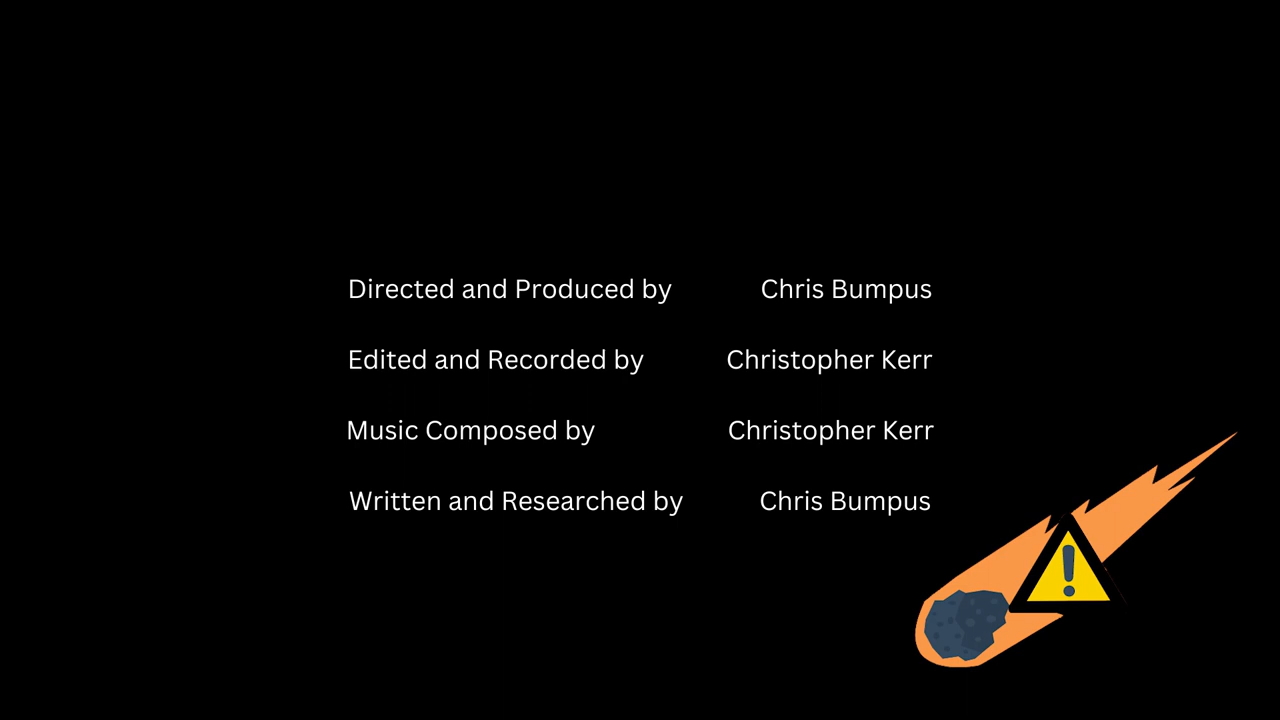 Directed and Produced by Chris Bumpus
Edited and Recorded by Christopher Kerr
Music Composed by Christopher Kerr
Written and Researched by Chris Bumpus
!